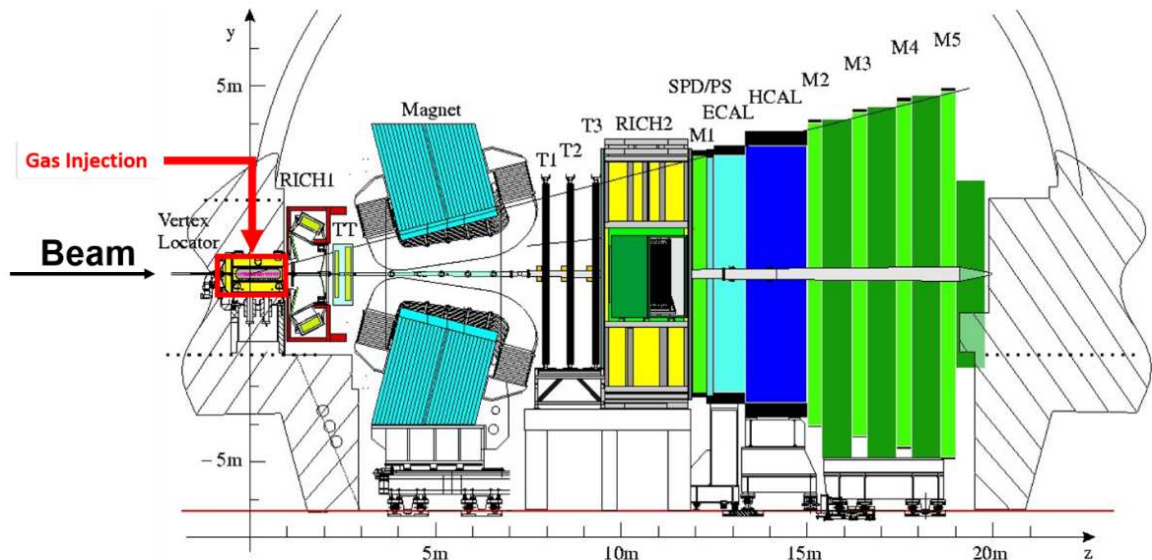 y
5m
Magnet
SPD/PS
ECAL
HCAL
M1
M2
M3
M4
M5
T1
T2
T3
RICH2
Gas Injection
RICH1
TT
Vertex
Locator
Beam
– 5m
5m
10m
15m
20m
z